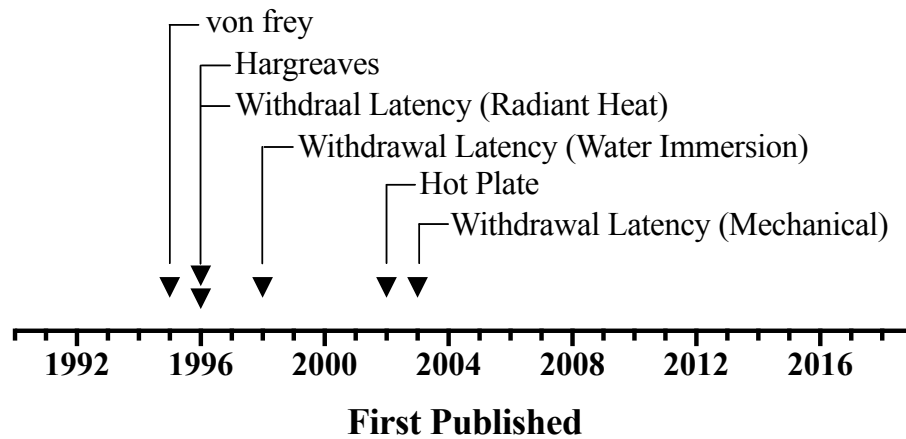 von frey
Hargreaves
Withdraal Latency (Radiant Heat)
Withdrawal Latency (Water Immersion)
Hot Plate
Withdrawal Latency (Mechanical)
1992 1996 2000 2004 2008 2012 2016
First Published